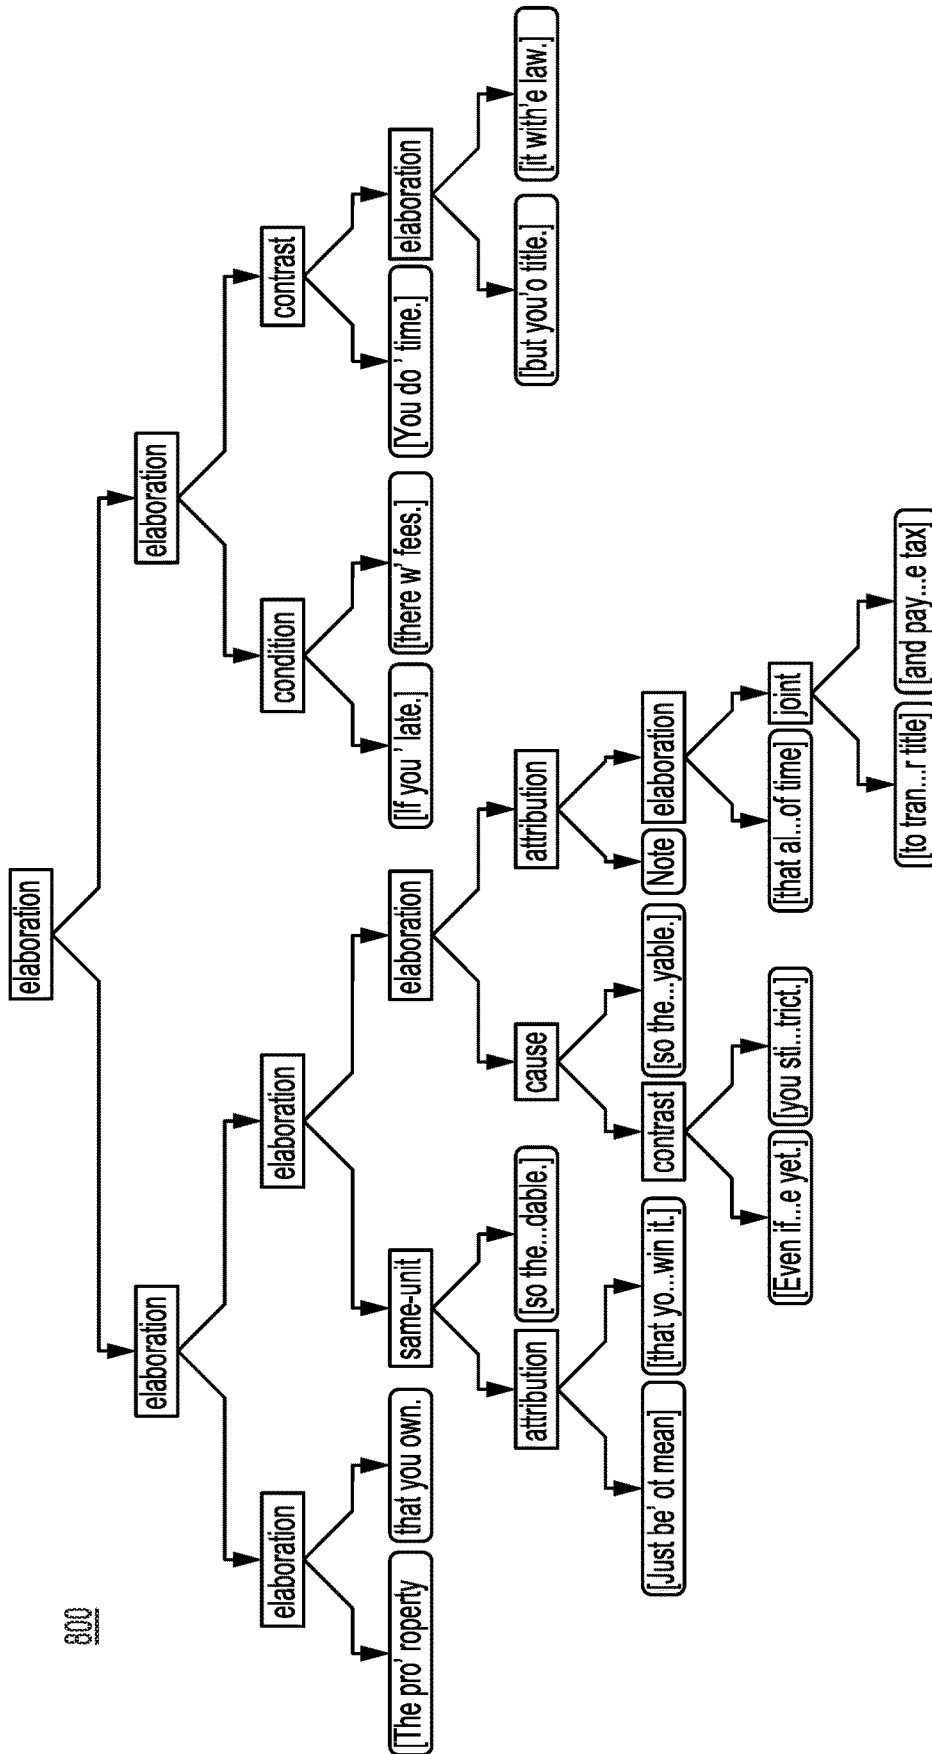 800
elaboration
elaboration
elaboration
elaboration
elaboration
condition
contrast
[The pro' roperty
that you own.
same-unit
elaboration
[If you ' late.]
[there w' fees.]
[You do ' time.]
elaboration
attribution
[so the...dable.]
cause
attribution
[but you'o title.]
[it with'e law.]
[Just be' ot mean]
[that yo...win it.]
contrast
[so the...yable.]
Note
elaboration
[Even if...e yet.]
[you sti...trict.]
[that al...of time]
joint
[to tran...r title]
[and pay...e tax]